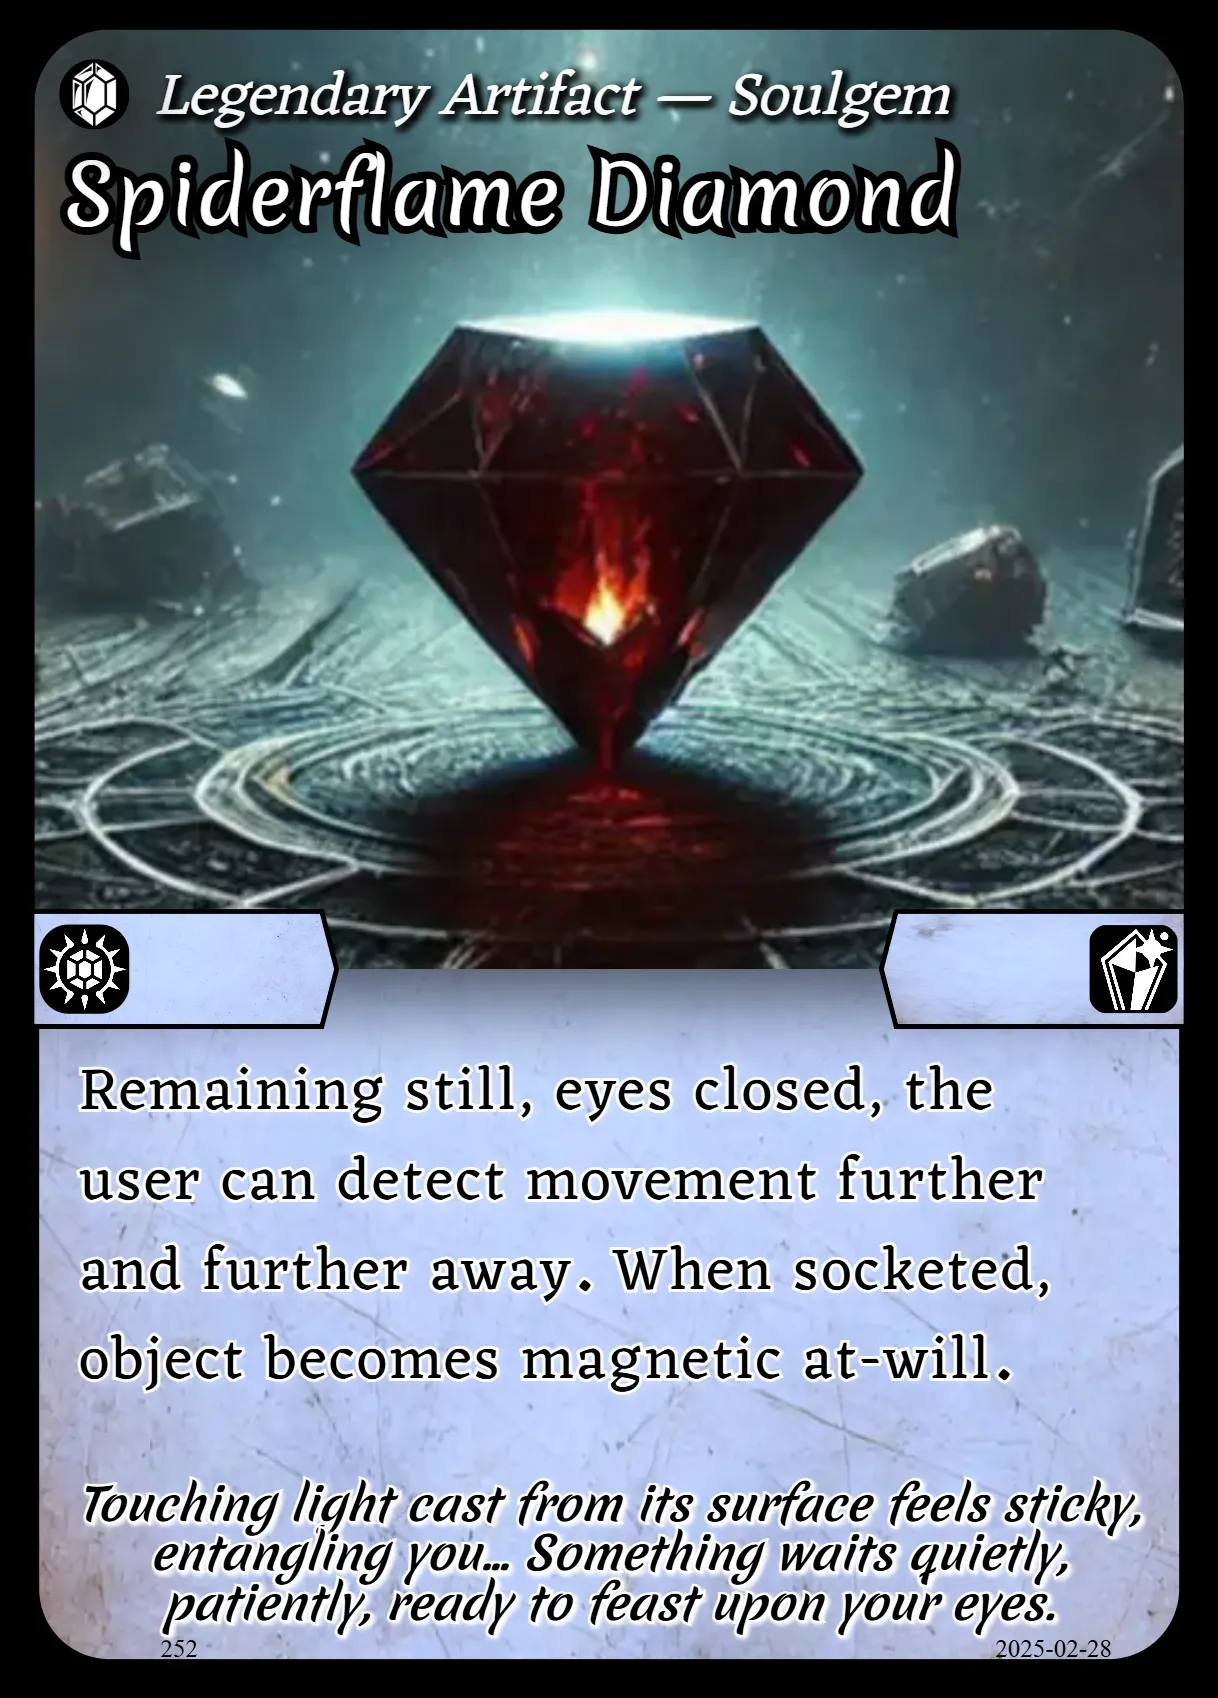 Legendary Artifact — Soulgem
Spiderflame Diamond
Remaining still, eyes closed, the
user can detect movement further
and further away. When socketed,
object becomes magnetic at-will.
Touching light cast from its surface feels sticky,
entangling you... Something waits quietly,
patiently, ready to feast upon your eyes.
252
2025-02-28